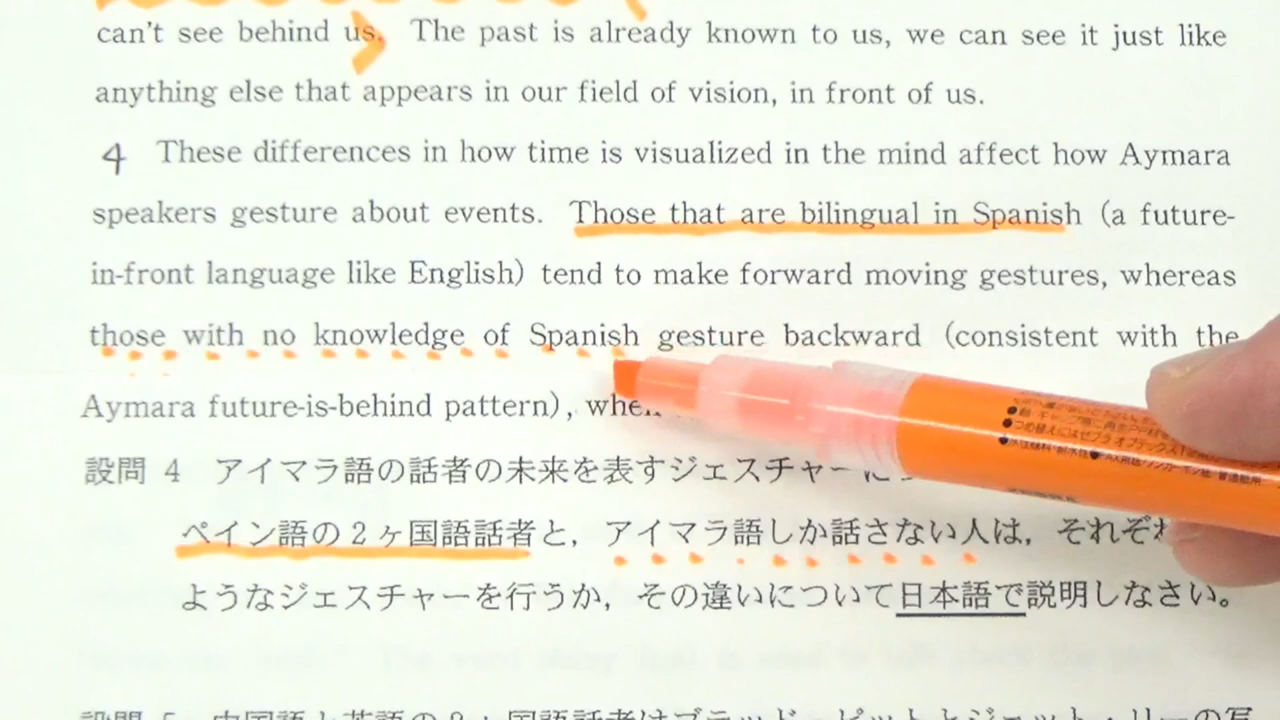 can't see behind us. The past is already known to us, we can see it just like
anything else that appears in our field of vision, in front of us.
4 These differences in how time is visualized in the mind affect how Aymara
speakers gesture about events. Those that are bilingual in Spanish (a future-
in-front language like English) tend to make forward moving gestures, whereas
those with no knowledge of Spanish gesture backward (consistent with the
Aymara future-is-behind pattern), when
設問 4 アイマラ語の話者の未来を表すジェスチャーに
ペイン語の2ヶ国語話者と,アイマラ語しか話さない人は,それぞれ
ようなジェスチャーを行うか,その違いについて日本語で説明しなさい。
設問 5 中国語と英語の2ヶ国語話者はブラッド・ピットとジェット・リーの写